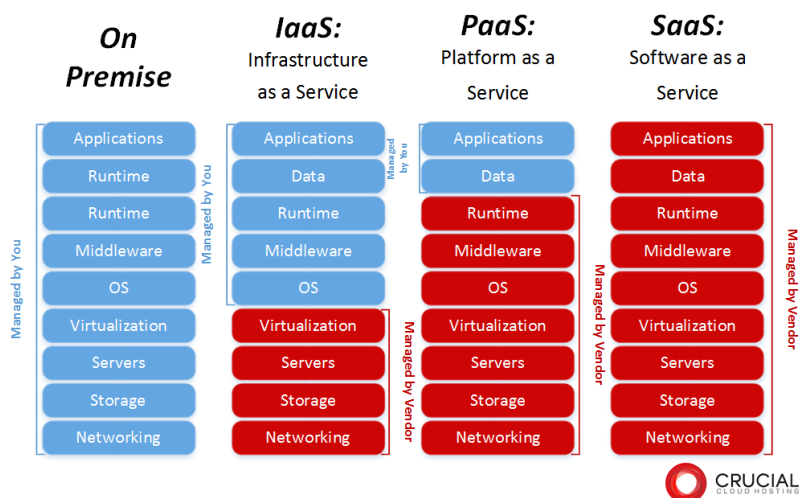 On
Premise
Managed by You
Applications
Runtime
Runtime
Middleware
OS
Virtualization
Servers
Storage
Networking
IaaS:
Infrastructure
as a Service
Managed by You
Applications
Data
Runtime
Middleware
OS
Virtualization
Servers
Storage
Networking
Managed by Vendor
PaaS:
Platform as a
Service
Managed
by You
Applications
Data
Runtime
Middleware
OS
Virtualization
Servers
Storage
Networking
Managed by Vendor
SaaS:
Software as a
Service
Applications
Data
Runtime
Middleware
OS
Virtualization
Servers
Storage
Networking
Managed by Vendor
CRUCIAL
CLOUD HOSTING